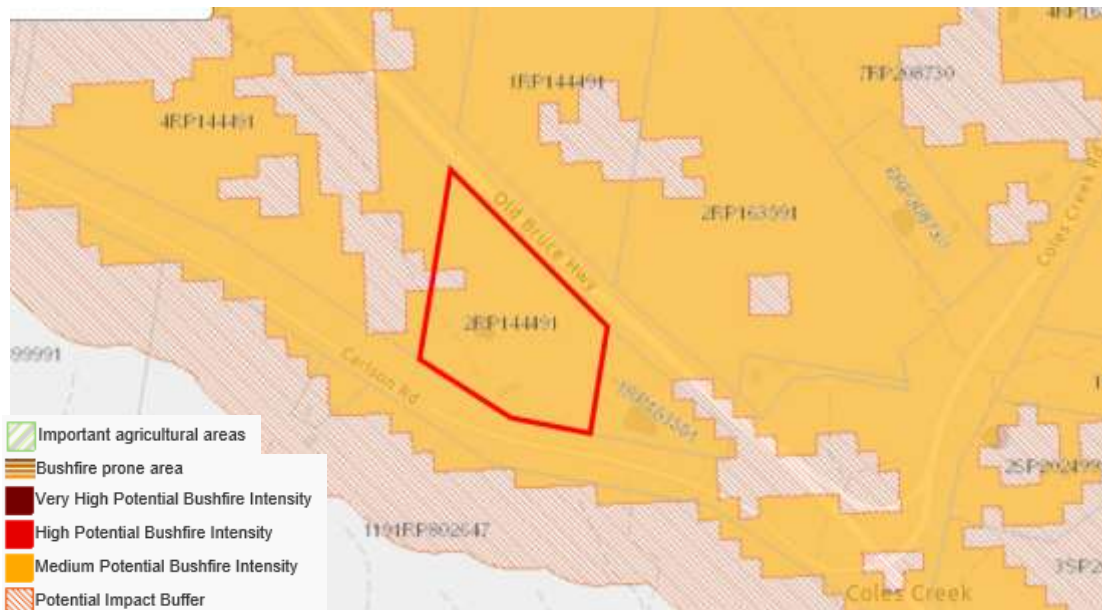 4RP144491
1RP144491
7RP208730
2RP163591
Old Bruce Hwy
Coles Creek Rd
2RP144491
Carlson Rd
99991
1191RP802647
Coles Creek
Important agricultural areas
Bushfire prone area
Very High Potential Bushfire Intensity
High Potential Bushfire Intensity
Medium Potential Bushfire Intensity
Potential Impact Buffer